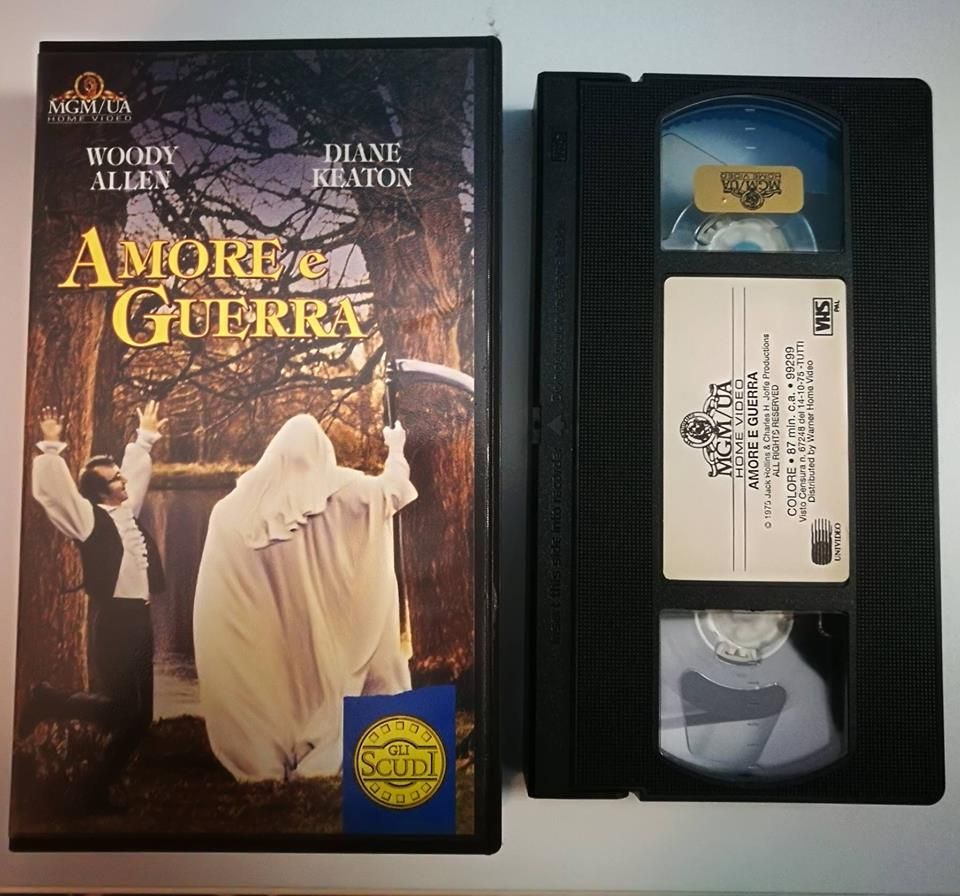 MGM/UA
HOME VIDEO
WOODY
ALLEN
DIANE
KEATON
AMORE e
GUERRA
GLI
SCUDI
MGM/UA
HOME VIDEO
MGM/UA
HOME VIDEO
AMORE E GUERRA
© 1975 Jack Rollins & Charles H. Joffe Productions
ALL RIGHTS RESERVED
COLORE • 87 min. c.a. • 99299
Visto Censura n. 67248 del 14-10-75 -TUTTI
Distributed by Warner Home Video
UNIVIDEO
VHS
PAL